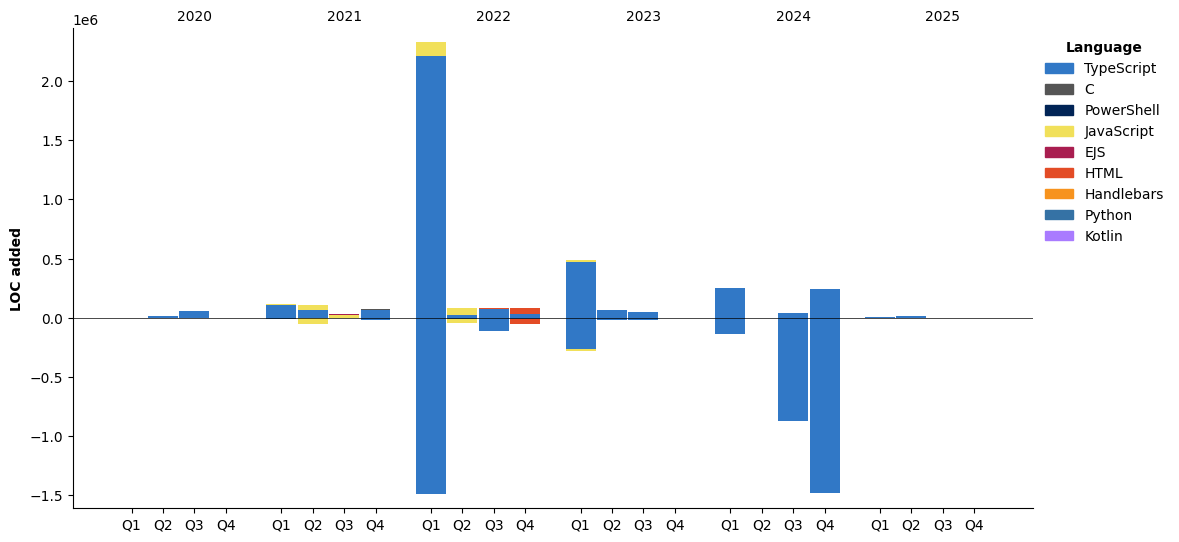 1e6
2020 2021 2022 2023 2024 2025
LOC added
2.0
1.5
1.0
0.5
0.0
−0.5
−1.0
−1.5
Q1 Q2 Q3 Q4 Q1 Q2 Q3 Q4 Q1 Q2 Q3 Q4 Q1 Q2 Q3 Q4 Q1 Q2 Q3 Q4 Q1 Q2 Q3 Q4
Language
TypeScript
C
PowerShell
JavaScript
EJS
HTML
Handlebars
Python
Kotlin